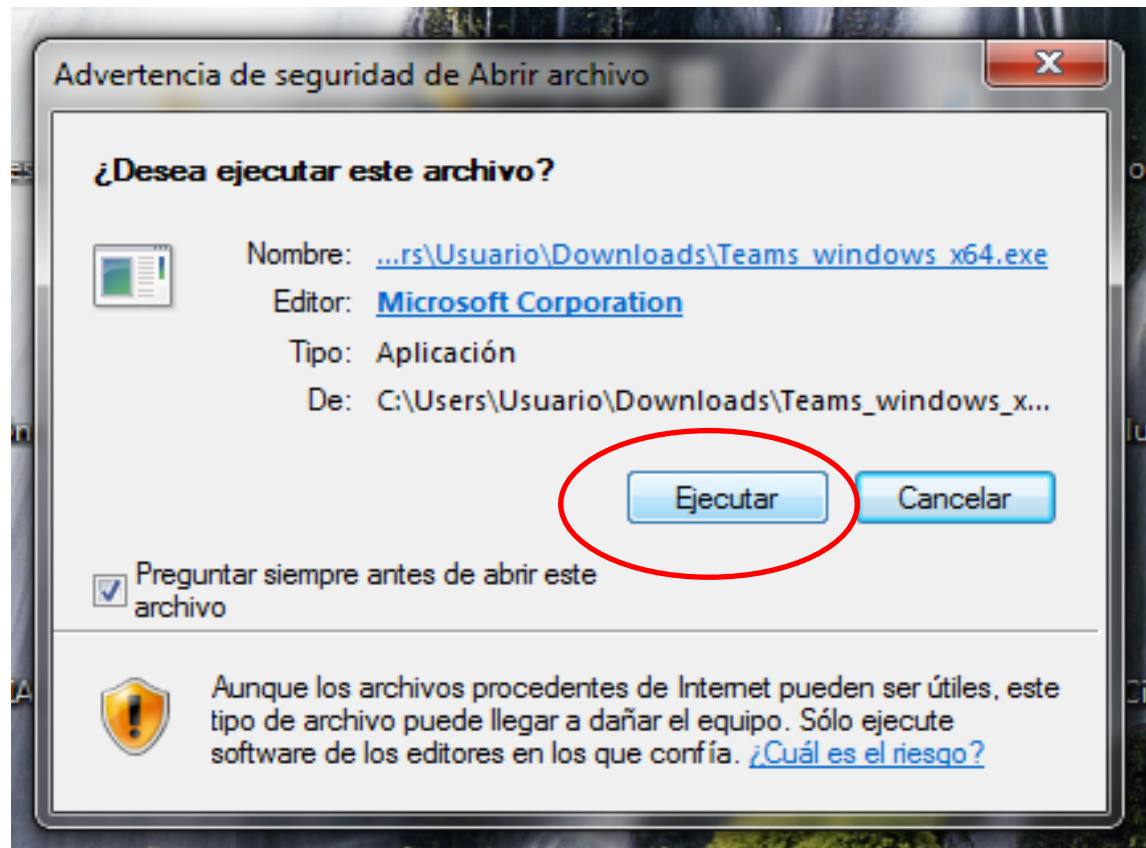 Advertencia de seguridad de Abrir archivo
¿Desea ejecutar este archivo?
Nombre: ...rs\Usuario\Downloads\Teams_windows_x64.exe
Editor: Microsoft Corporation
Tipo: Aplicación
De: C:\Users\Usuario\Downloads\Teams_windows_x...
Ejecutar Cancelar
Preguntar siempre antes de abrir este
archivo
Aunque los archivos procedentes de Internet pueden ser útiles, este
tipo de archivo puede llegar a dañar el equipo. Sólo ejecute
software de los editores en los que confía. ¿Cuál es el riesgo?